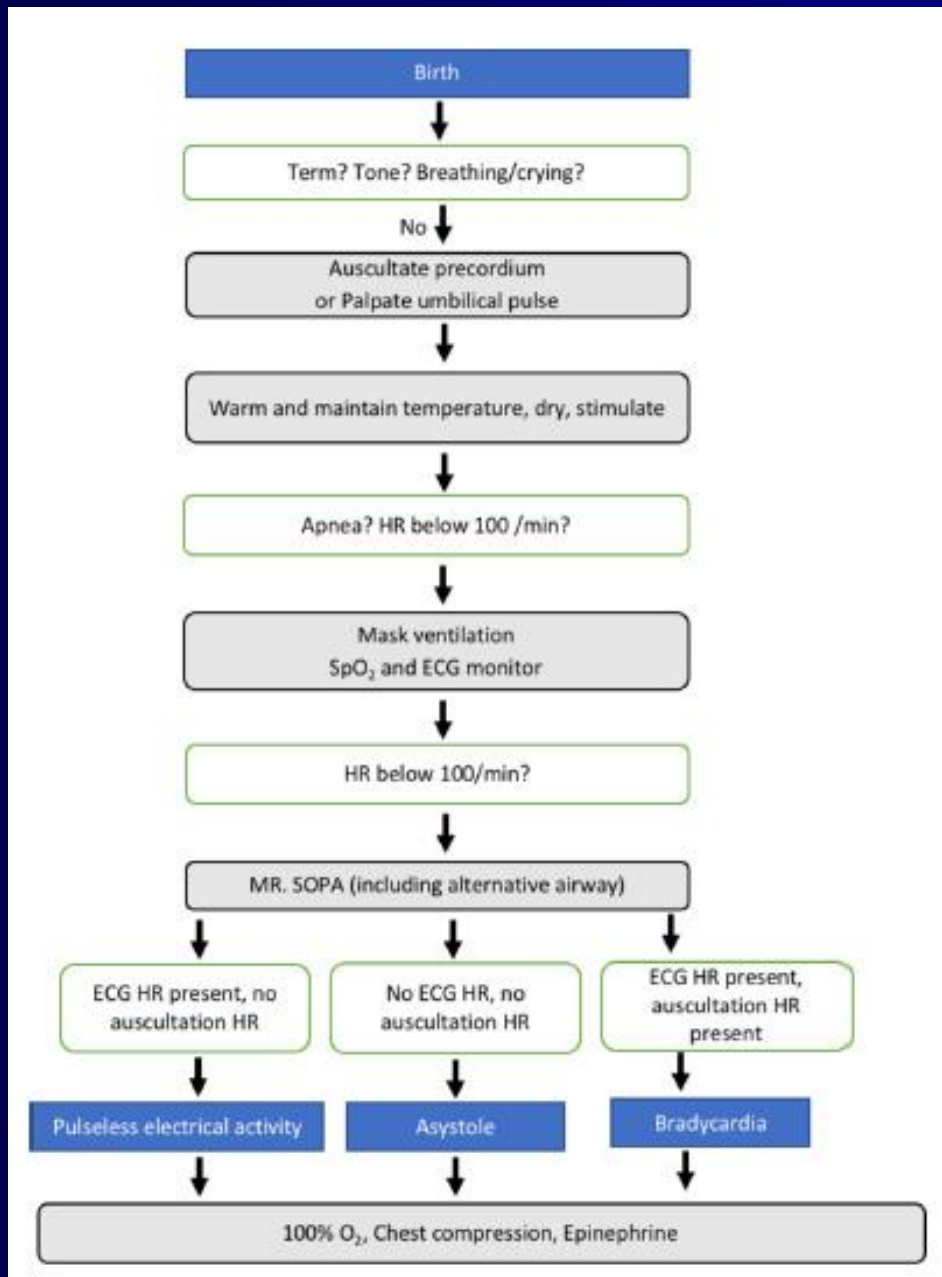 Birth
Term? Tone? Breathing/crying?
No
Auscultate precordium
or Palpate umbilical pulse
Warm and maintain temperature, dry, stimulate
Apnea? HR below 100 /min?
Mask ventilation
SpO₂ and ECG monitor
HR below 100/min?
MR. SOPA (including alternative airway)
ECG HR present, no
auscultation HR
No ECG HR, no
auscultation HR
ECG HR present,
auscultation HR
present
Pulseless electrical activity
Asystole
Bradycardia
100% O₂, Chest compression, Epinephrine